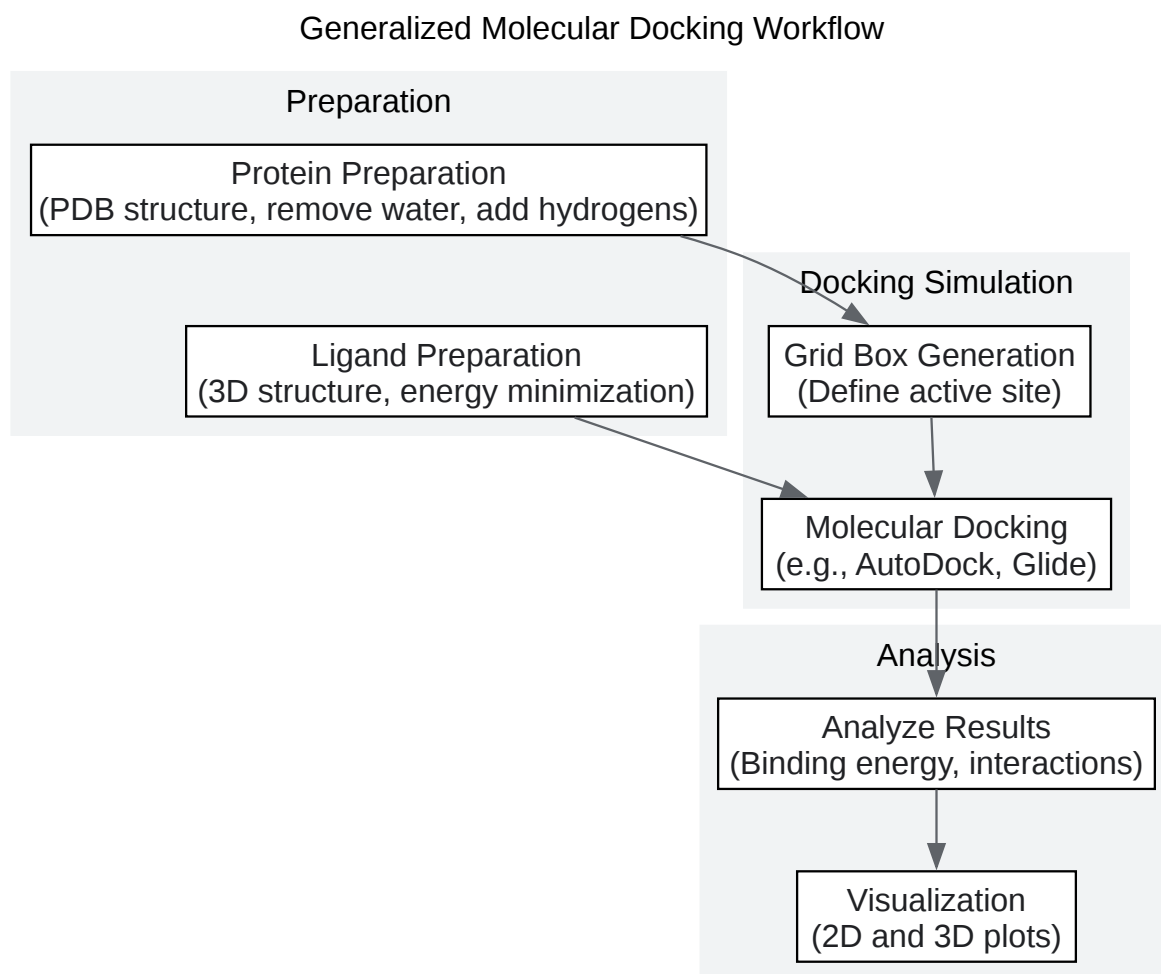 Generalized Molecular Docking Workflow
Preparation
Protein Preparation
(PDB structure, remove water, add hydrogens)
Ligand Preparation
(3D structure, energy minimization)
Docking Simulation
Grid Box Generation
(Define active site)
Molecular Docking
(e.g., AutoDock, Glide)
Analysis
Analyze Results
(Binding energy, interactions)
Visualization
(2D and 3D plots)